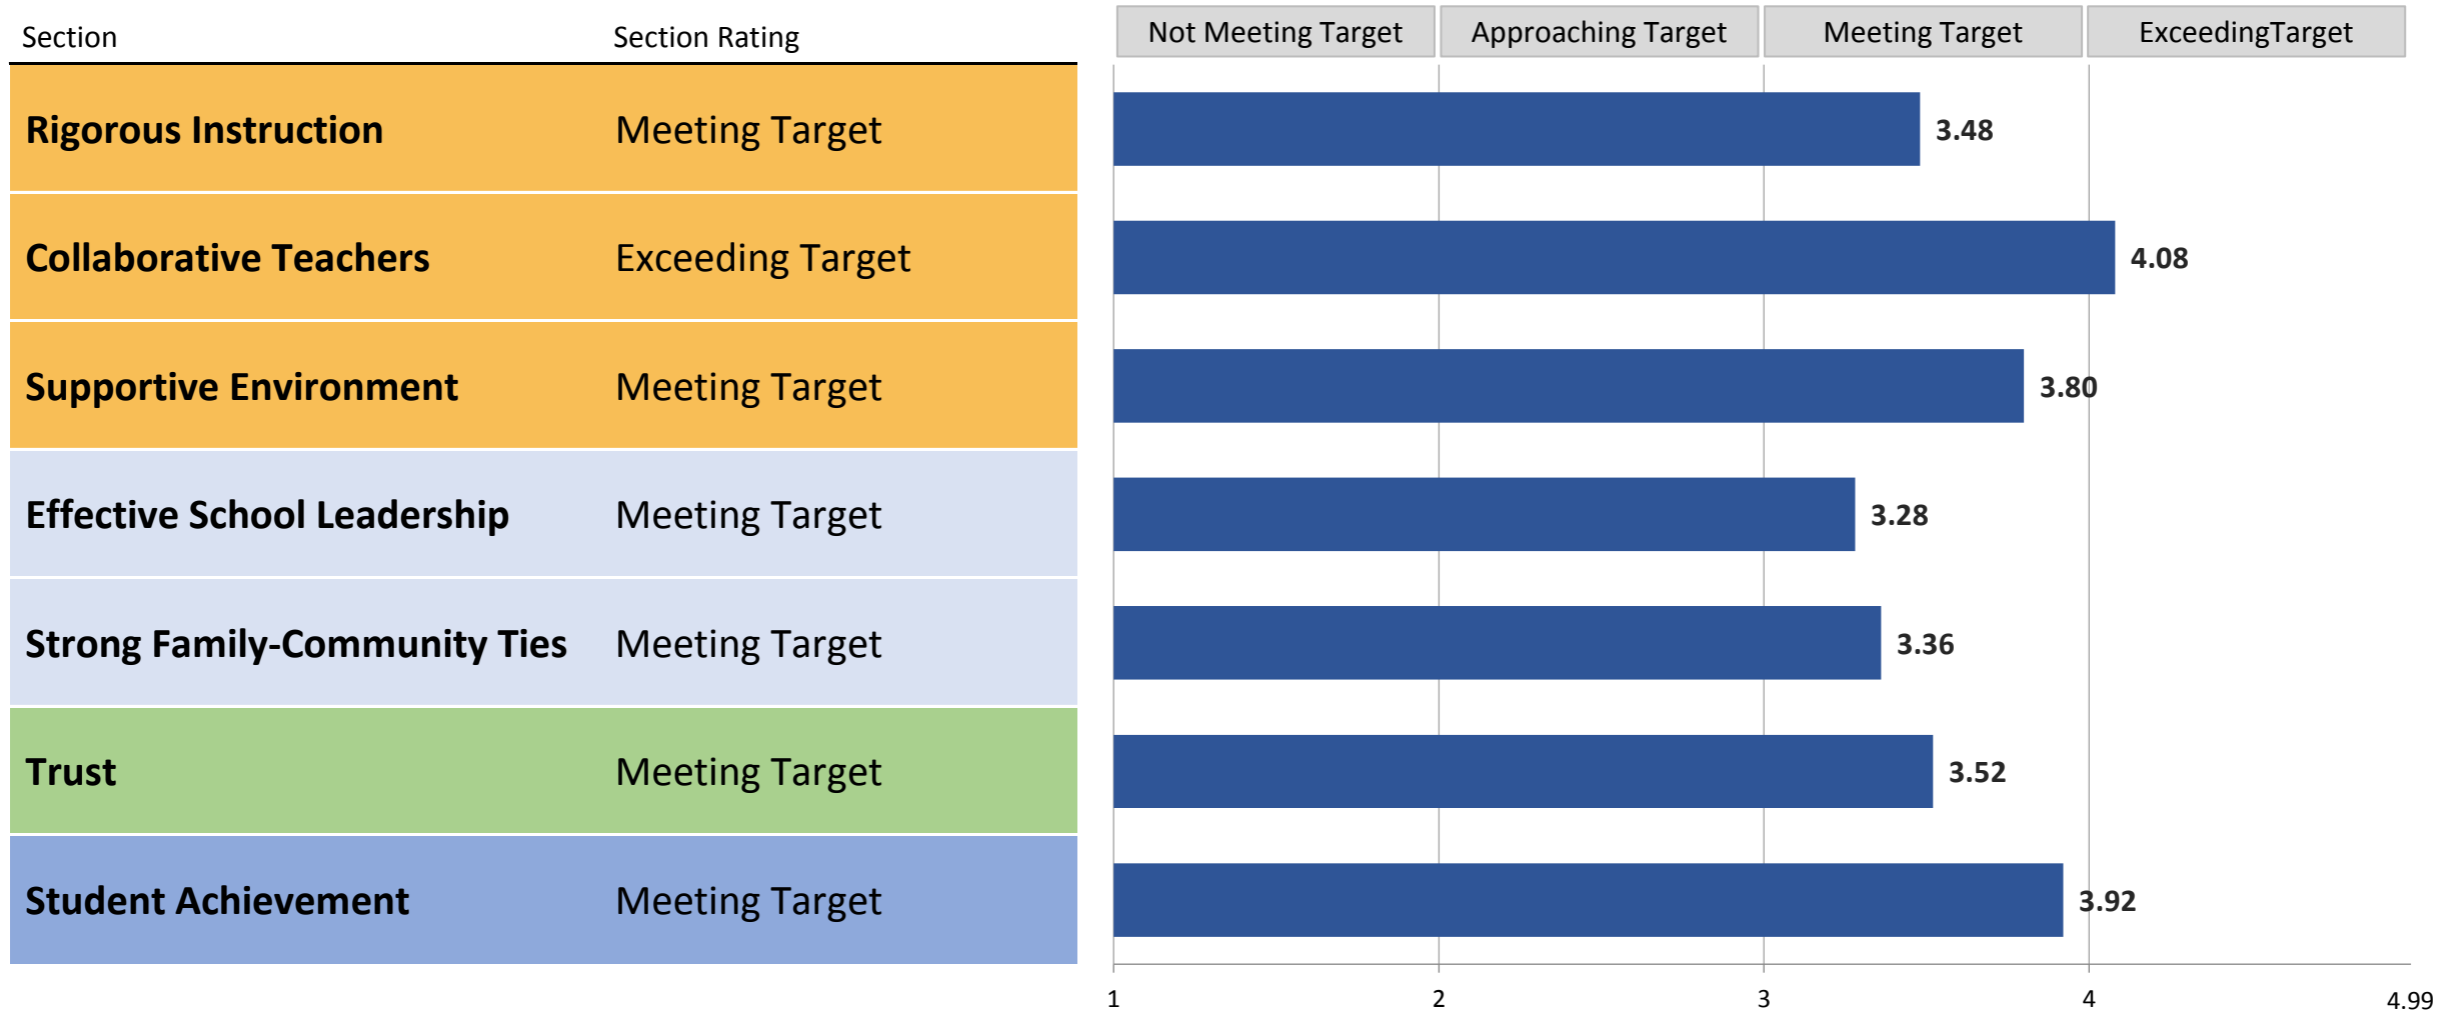 Section Section Rating Not Meeting Target Approaching Target Meeting Target ExceedingTarget
Rigorous Instruction Meeting Target 3.48
Collaborative Teachers Exceeding Target 4.08
Supportive Environment Meeting Target 3.80
Effective School Leadership Meeting Target 3.28
Strong Family-Community Ties Meeting Target 3.36
Trust Meeting Target 3.52
Student Achievement Meeting Target 3.92
1 2 3 4 4.99